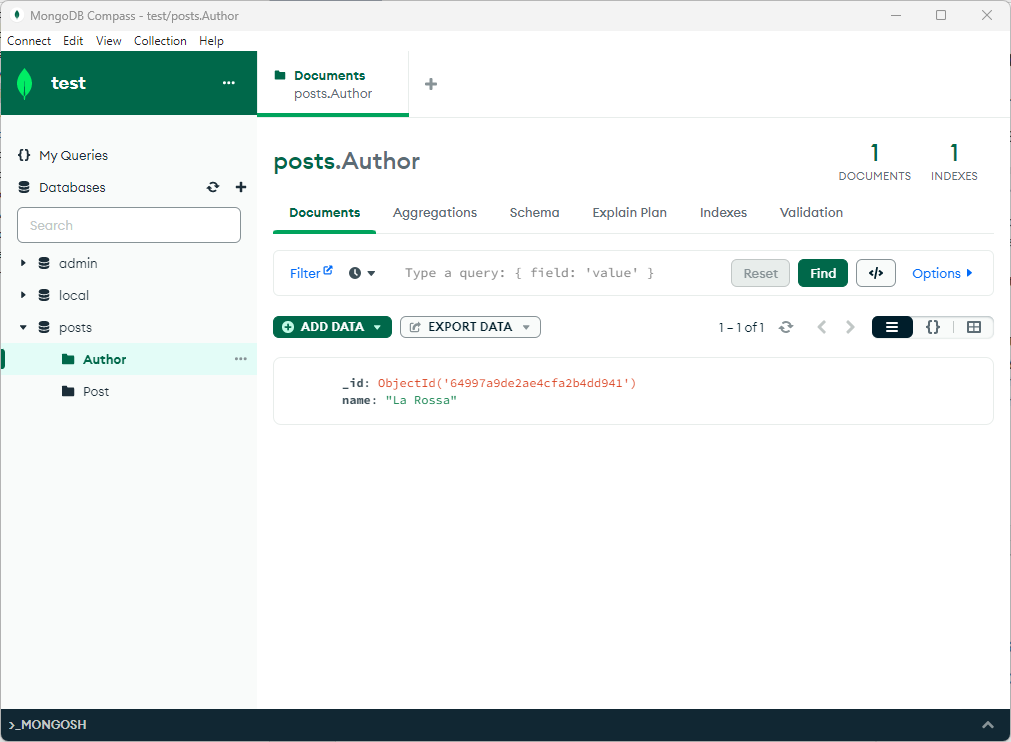 MongoDB Compass - test/posts.Author
Connect Edit View Collection Help
test
My Queries
Databases
Search
admin
local
posts
Author
Post
Documents
posts.Author
posts.Author
1
DOCUMENTS
1
INDEXES
Documents Aggregations Schema Explain Plan Indexes Validation
Filter Type a query: { field: 'value' } Reset Find </> Options
ADD DATA EXPORT DATA 1 – 1 of 1 {}
_id: ObjectId('64997a9de2ae4cfa2b4dd941')
name: "La Rossa"
>_MONGOSH